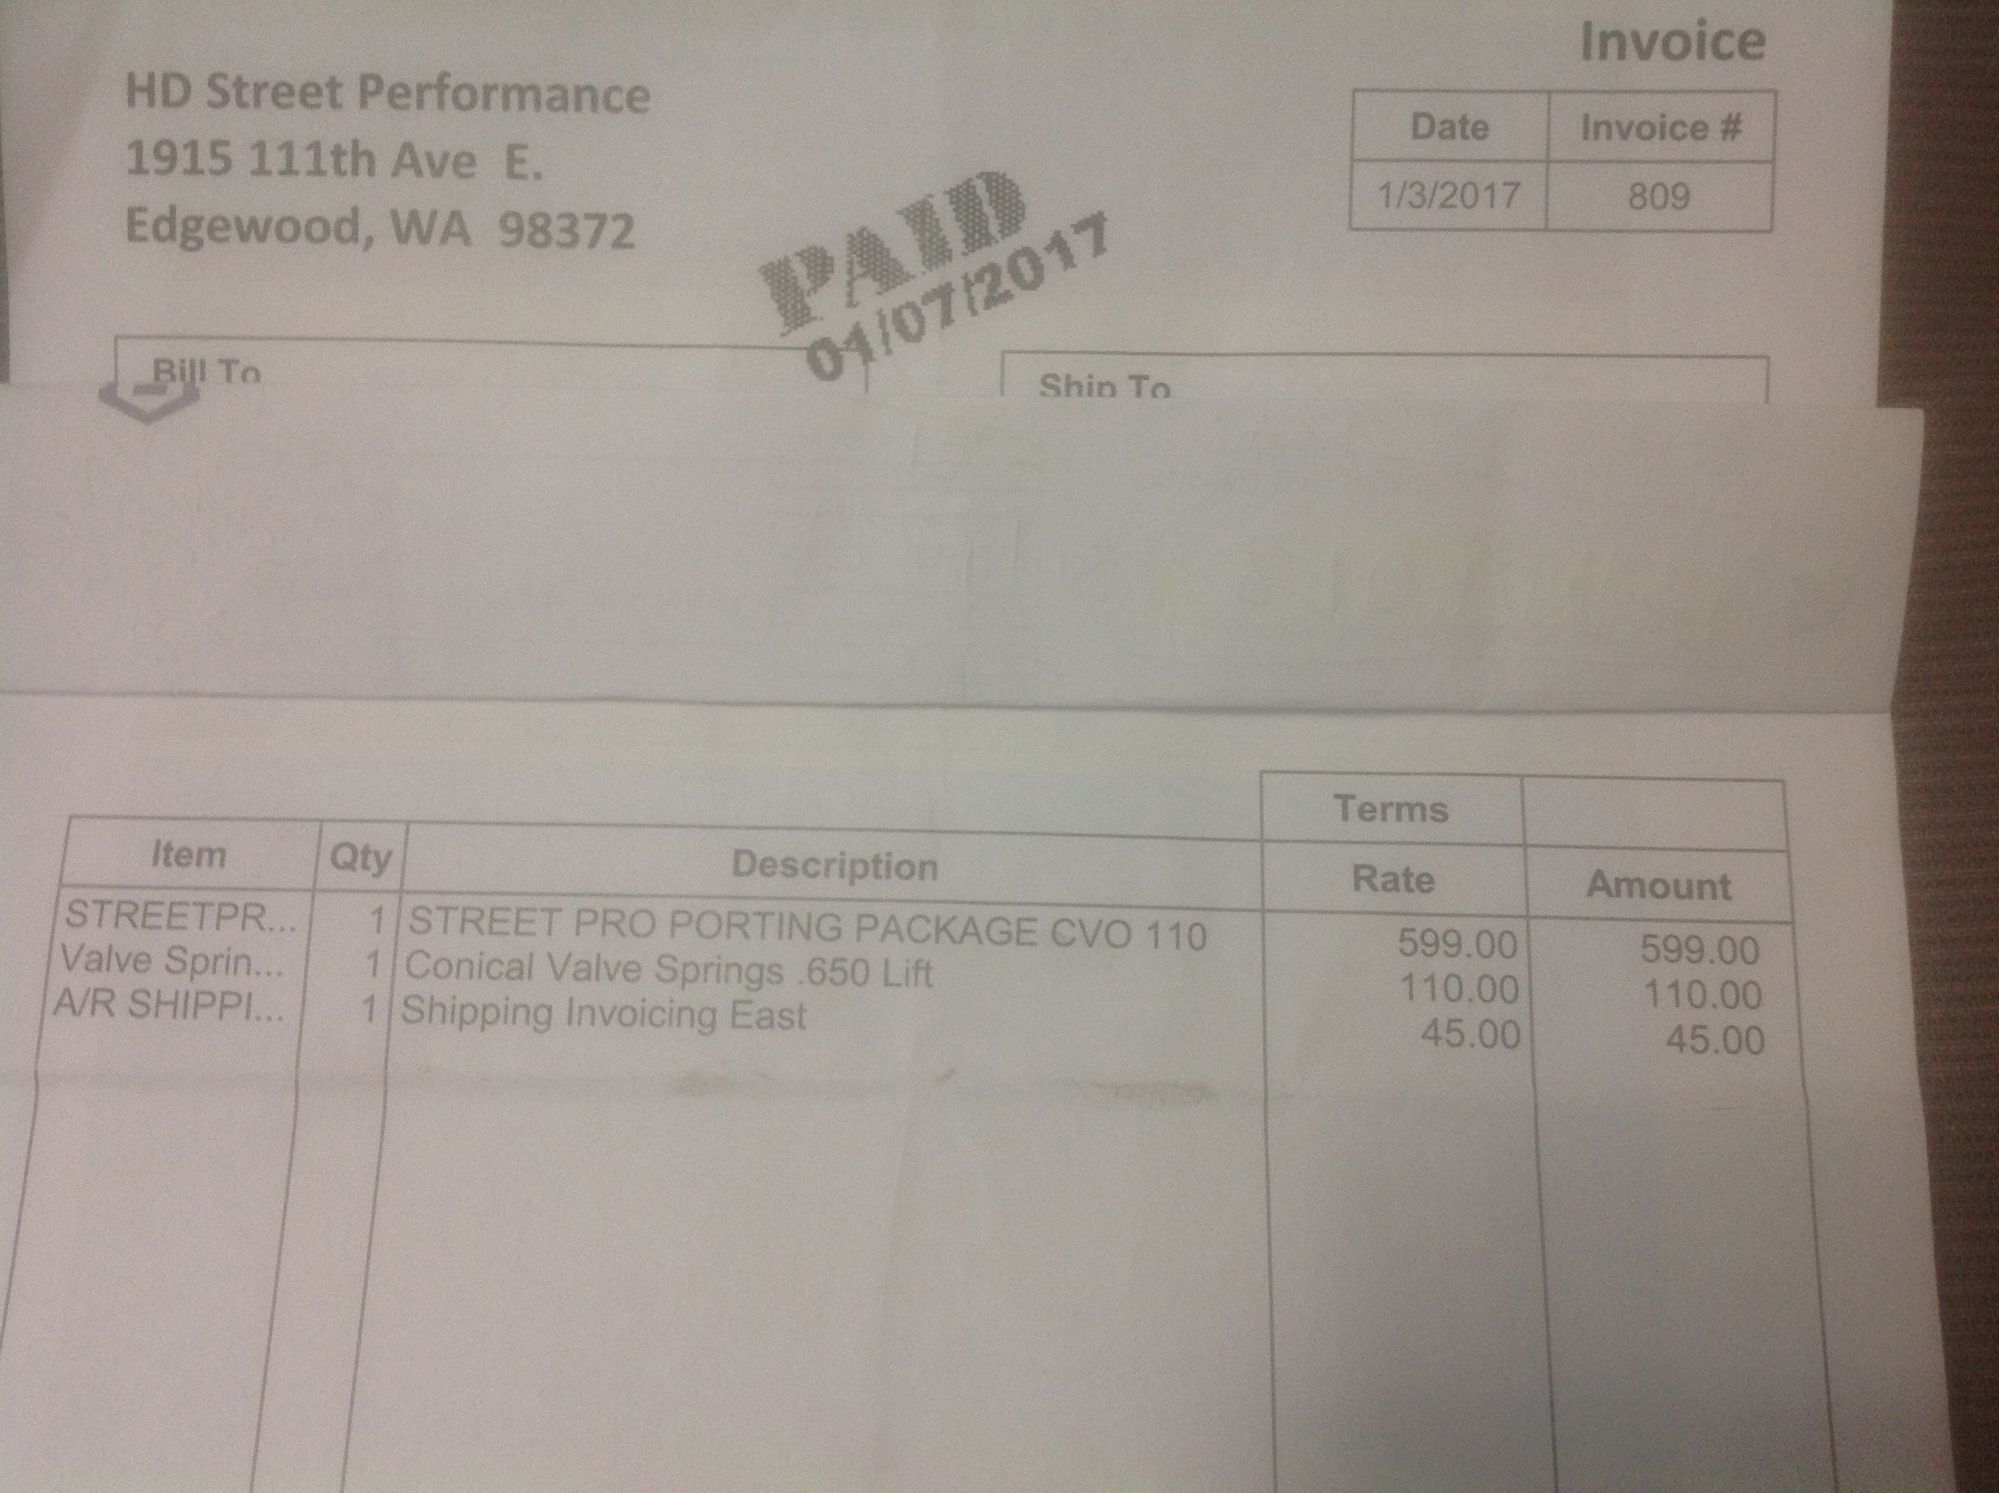 Invoice
HD Street Performance
1915 111th Ave E.
Edgewood, WA 98372
Date Invoice #
1/3/2017 809
PAID
01/07/2017
Bill To
Ship To
Terms
Item Qty Description Rate Amount
STREETPR... 1 STREET PRO PORTING PACKAGE CVO 110 599.00 599.00
Valve Sprin... 1 Conical Valve Springs .650 Lift 110.00 110.00
A/R SHIPPI... 1 Shipping Invoicing East 45.00 45.00